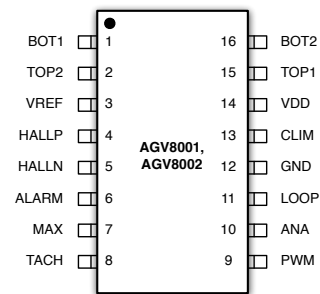 BOT1 1 16 BOT2
TOP2 2 15 TOP1
VREF 3 14 VDD
HALLP 4 13 CLIM
AGV8001,
AGV8002
HALLN 5 12 GND
ALARM 6 11 LOOP
MAX 7 10 ANA
TACH 8 9 PWM